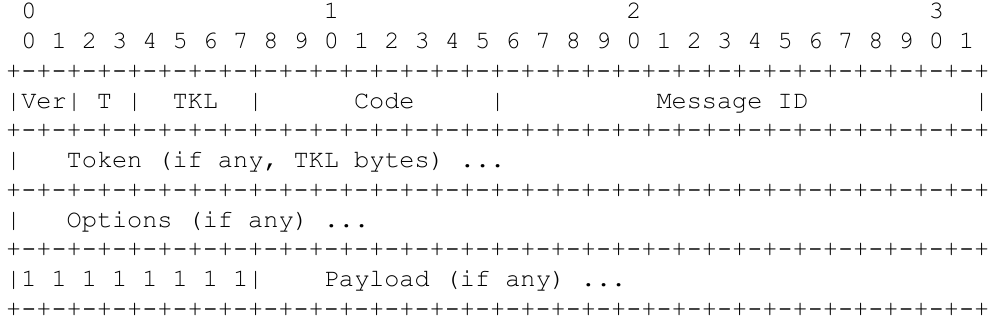 0                   1                   2                   3
 0 1 2 3 4 5 6 7 8 9 0 1 2 3 4 5 6 7 8 9 0 1 2 3 4 5 6 7 8 9 0 1
+-+-+-+-+-+-+-+-+-+-+-+-+-+-+-+-+-+-+-+-+-+-+-+-+-+-+-+-+-+-+-+-+
|Ver| T |  TKL  |      Code     |          Message ID           |
+-+-+-+-+-+-+-+-+-+-+-+-+-+-+-+-+-+-+-+-+-+-+-+-+-+-+-+-+-+-+-+-+
|   Token (if any, TKL bytes) ...
+-+-+-+-+-+-+-+-+-+-+-+-+-+-+-+-+-+-+-+-+-+-+-+-+-+-+-+-+-+-+-+-+
|   Options (if any) ...
+-+-+-+-+-+-+-+-+-+-+-+-+-+-+-+-+-+-+-+-+-+-+-+-+-+-+-+-+-+-+-+-+
|1 1 1 1 1 1 1 1|    Payload (if any) ...
+-+-+-+-+-+-+-+-+-+-+-+-+-+-+-+-+-+-+-+-+-+-+-+-+-+-+-+-+-+-+-+-+